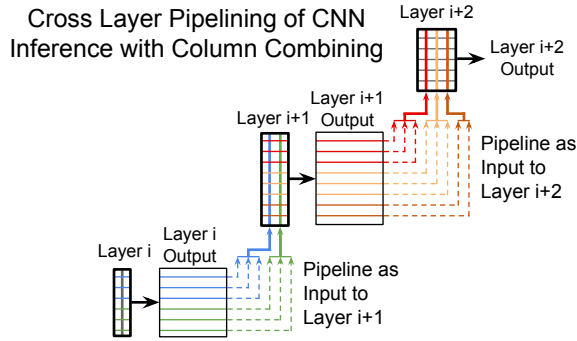 Cross Layer Pipelining of CNN
Inference with Column Combining
Layer i+2
Layer i+2
Output
Layer i+1
Layer i+1
Output
Pipeline as
Input to
Layer i+2
Layer i
Layer i
Output
Pipeline as
Input to
Layer i+1